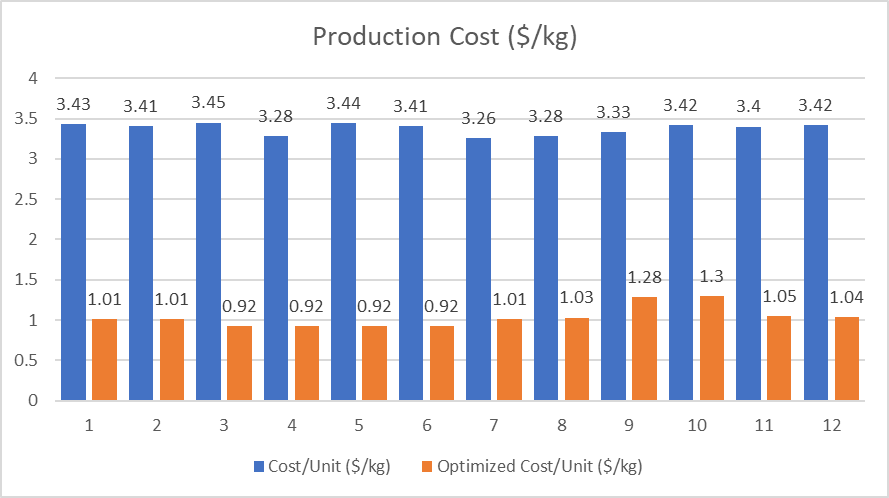 Production Cost ($/kg)
4
3.5
3
2.5
2
1.5
1
0.5
0
3.43 3.41 3.45 3.28 3.44 3.41 3.26 3.28 3.33 3.42 3.4 3.42
1.01 1.01 0.92 0.92 0.92 0.92 1.01 1.03 1.28 1.3 1.05 1.04
1 2 3 4 5 6 7 8 9 10 11 12
Cost/Unit ($/kg) Optimized Cost/Unit ($/kg)